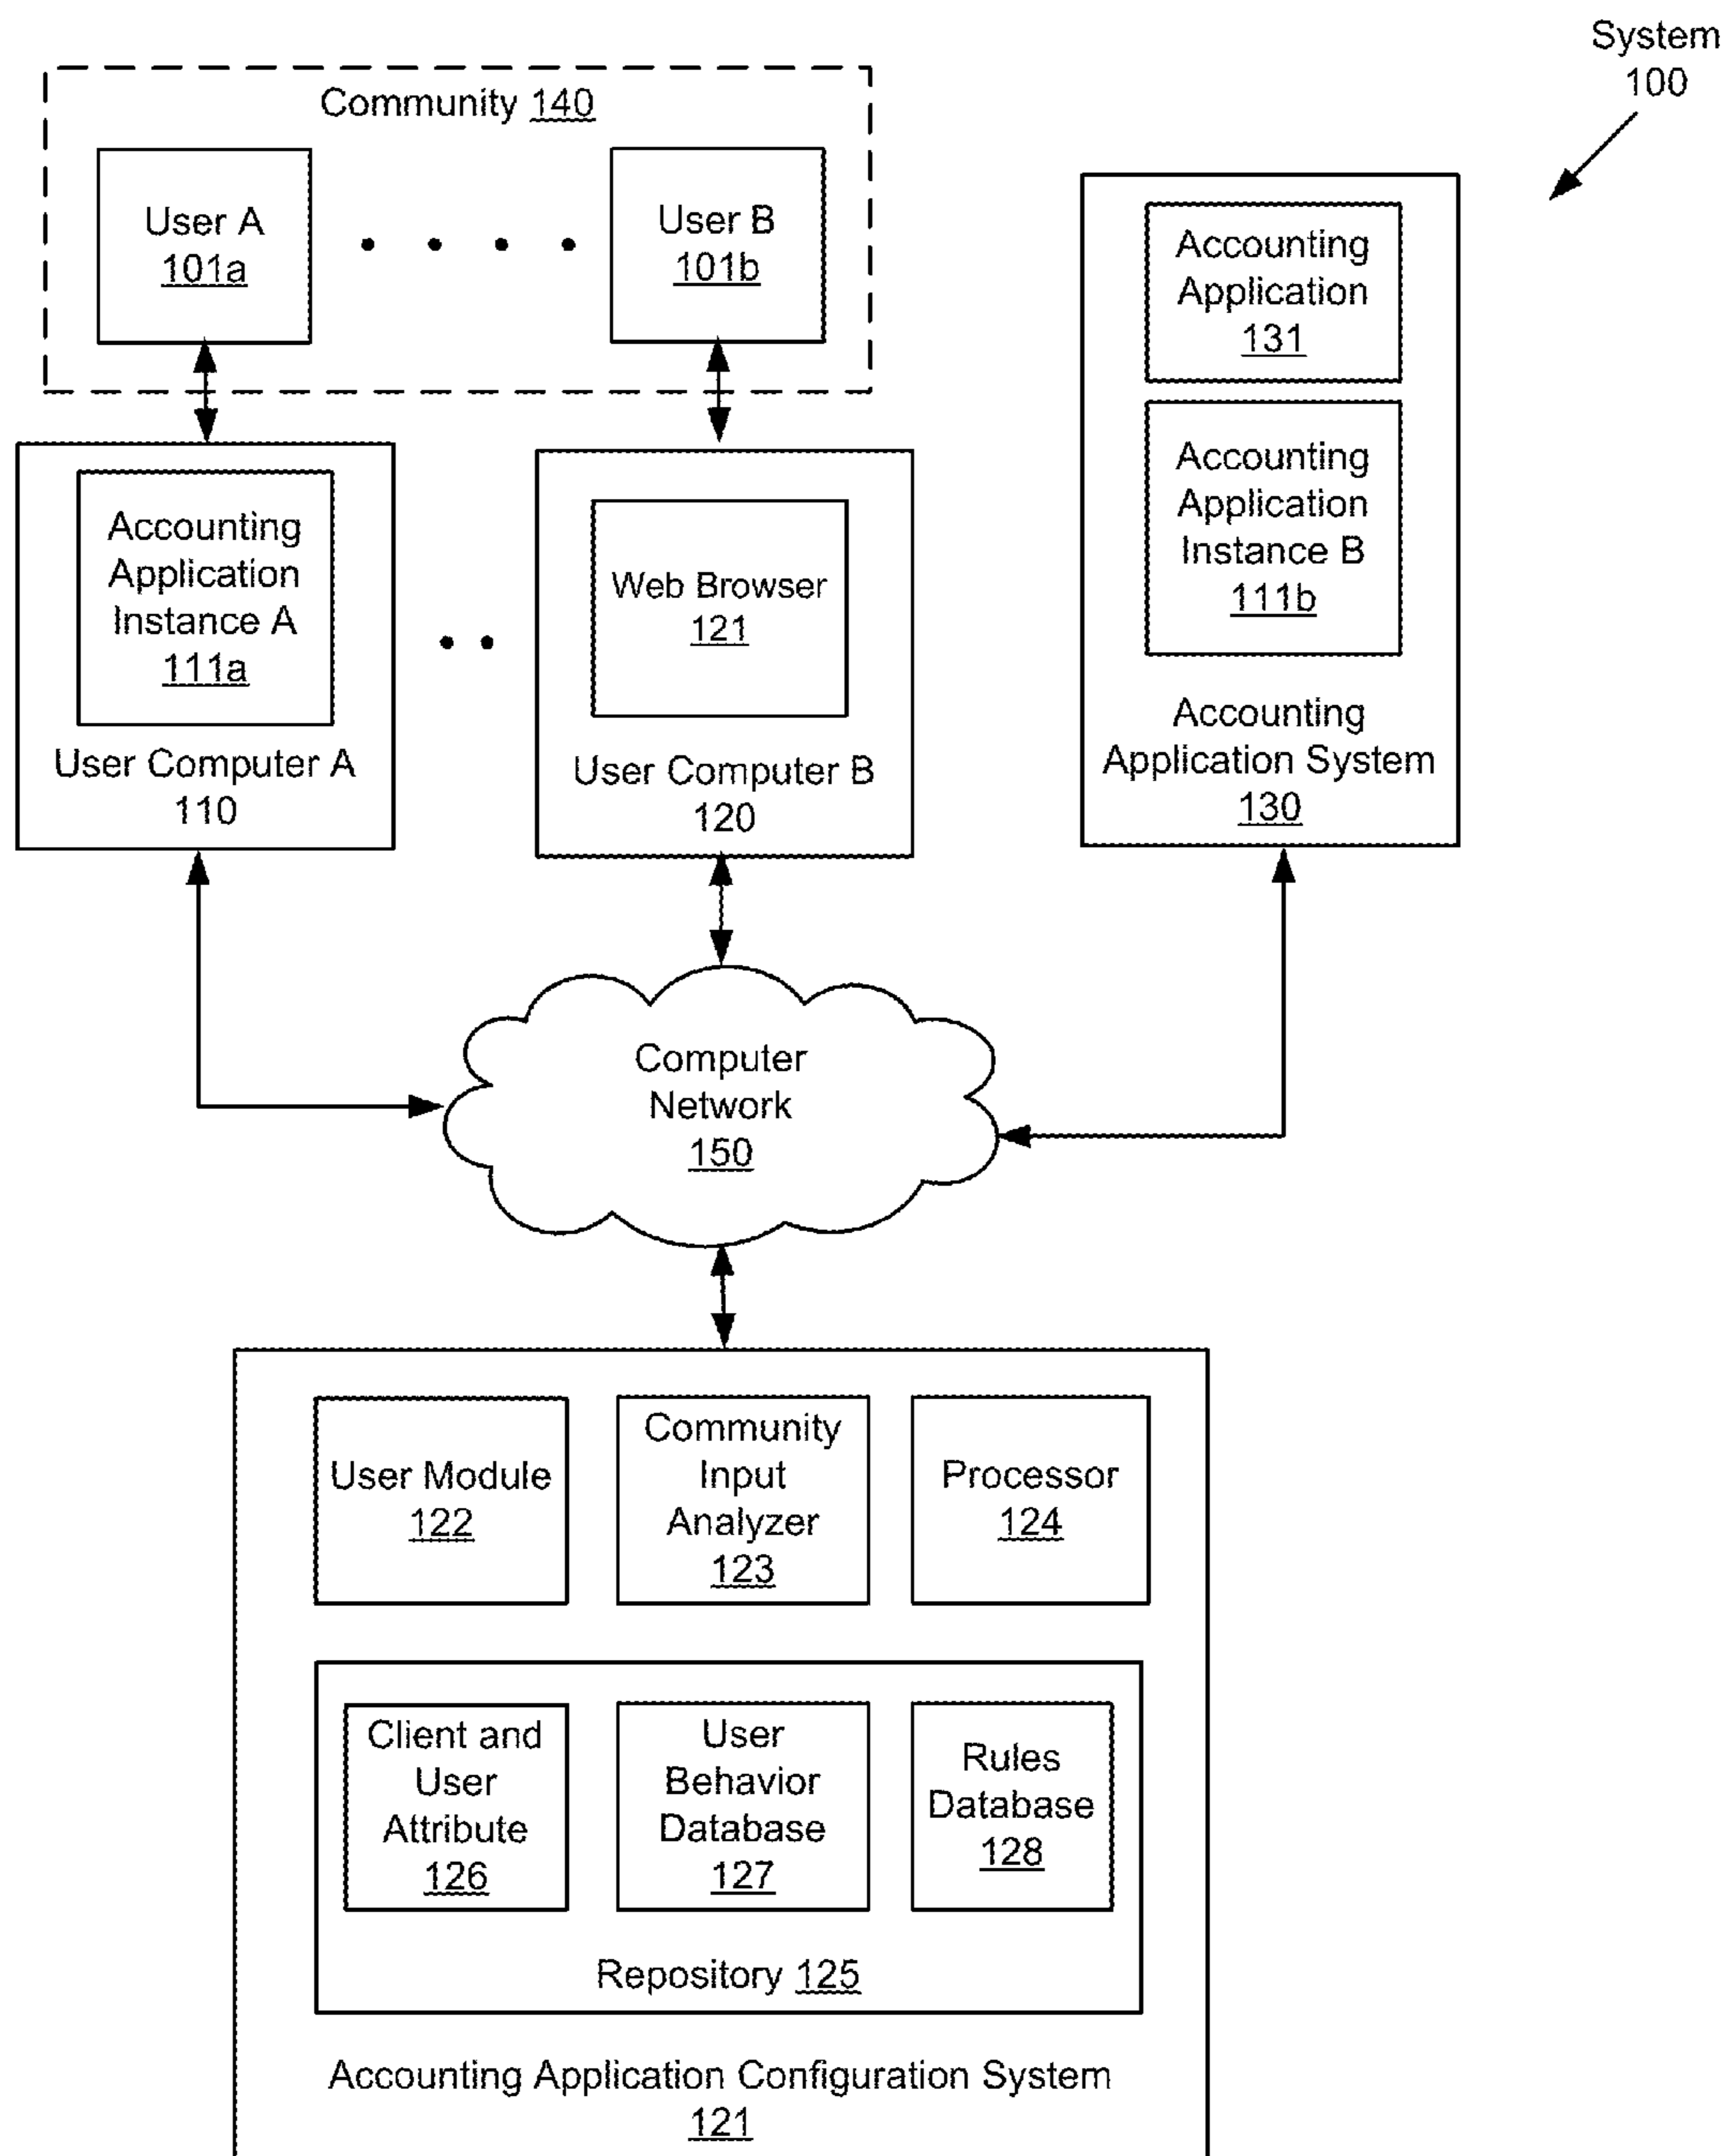 System
100
Community 140
User A
101a
User B
101b
Accounting
Application
131
Accounting
Application
Instance B
111b
Accounting
Application System
130
Accounting
Application
Instance A
111a
User Computer A
110
Web Browser
121
User Computer B
120
Computer
Network
150
User Module
122
Community
Input
Analyzer
123
Processor
124
Client and
User
Attribute
126
User
Behavior
Database
127
Rules
Database
128
Repository 125
Accounting Application Configuration System
121